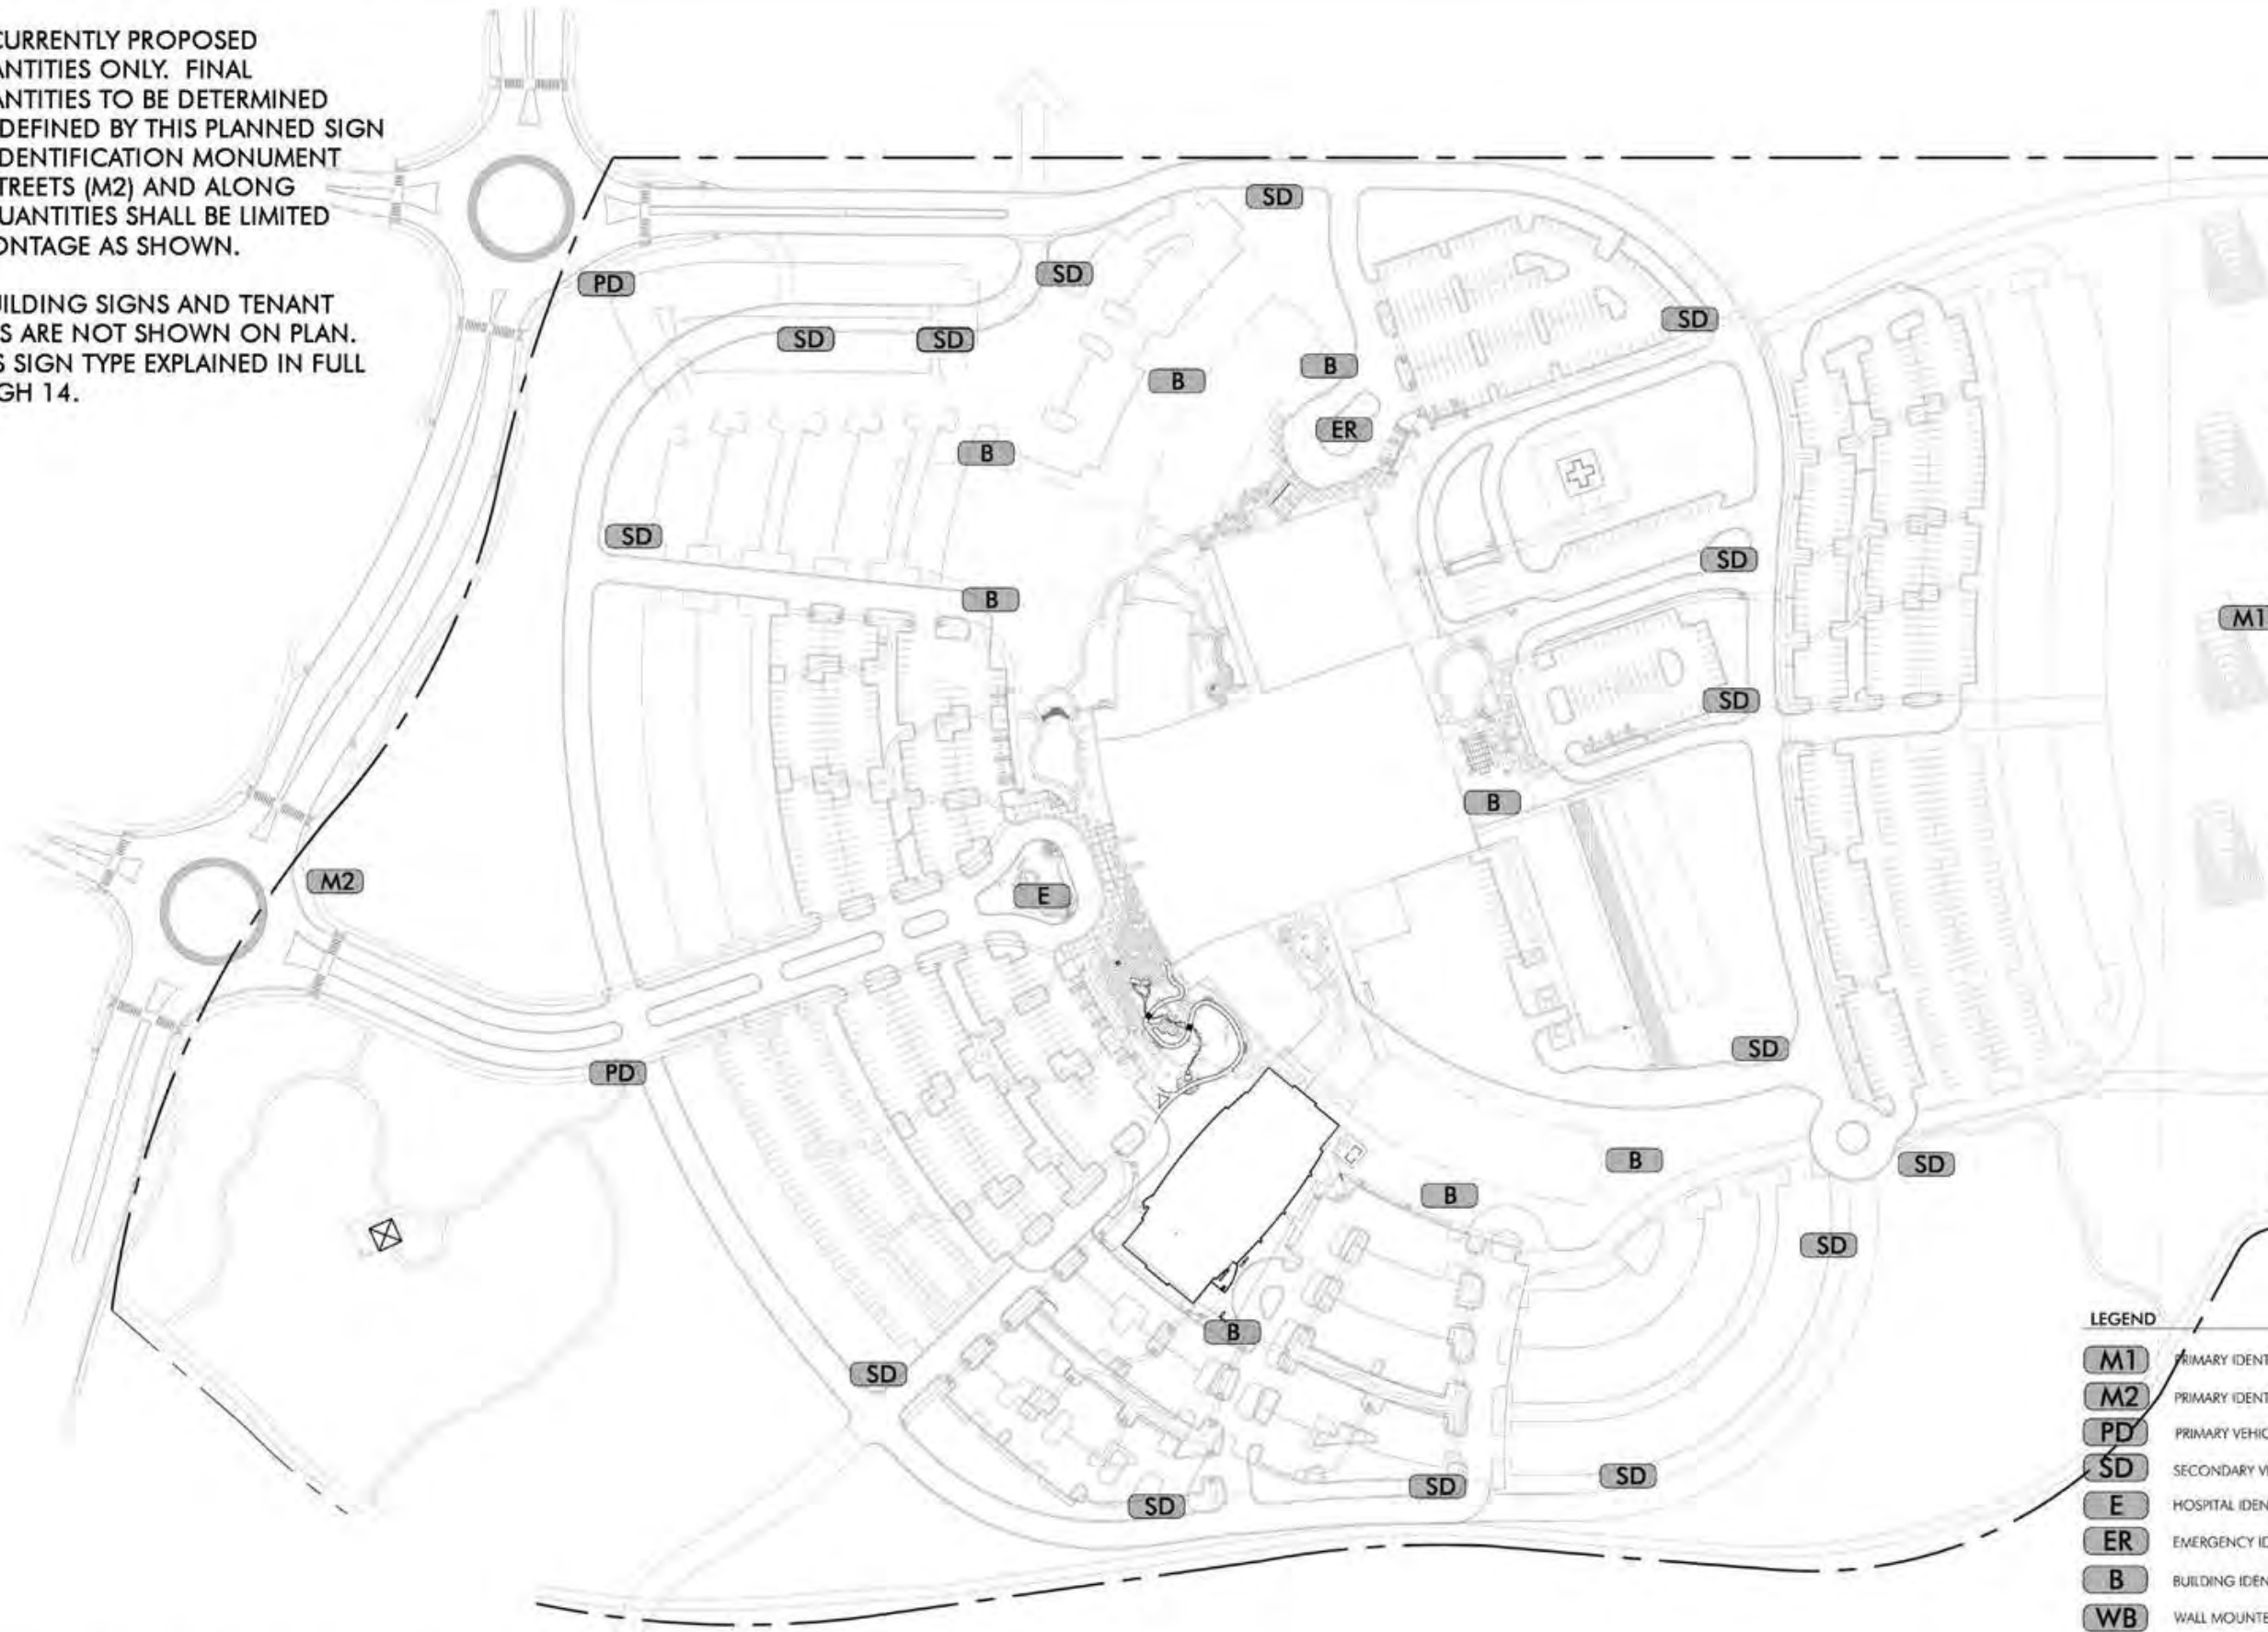 CURRENTLY PROPOSED
ANTITIES ONLY. FINAL
ANTITIES TO BE DETERMINED
DEFINED BY THIS PLANNED SIGN
DENTIFICATION MONUMENT
TREETS (M2) AND ALONG
UANTITIES SHALL BE LIMITED
ONTAGE AS SHOWN.
UILDING SIGNS AND TENANT
S ARE NOT SHOWN ON PLAN.
S SIGN TYPE EXPLAINED IN FULL
GH 14.
SD
PD
SD
SD
SD
SD
B
B
ER
B
SD
SD
B
M1
SD
B
M2
E
SD
PD
B
SD
B
SD
B
SD
SD
SD
SD
LEGEND
M1 PRIMARY IDENT
M2 PRIMARY IDENT
PD PRIMARY VEHIC
SD SECONDARY V
E HOSPITAL IDEN
ER EMERGENCY ID
B BUILDING IDEN
WB WALL MOUNTE